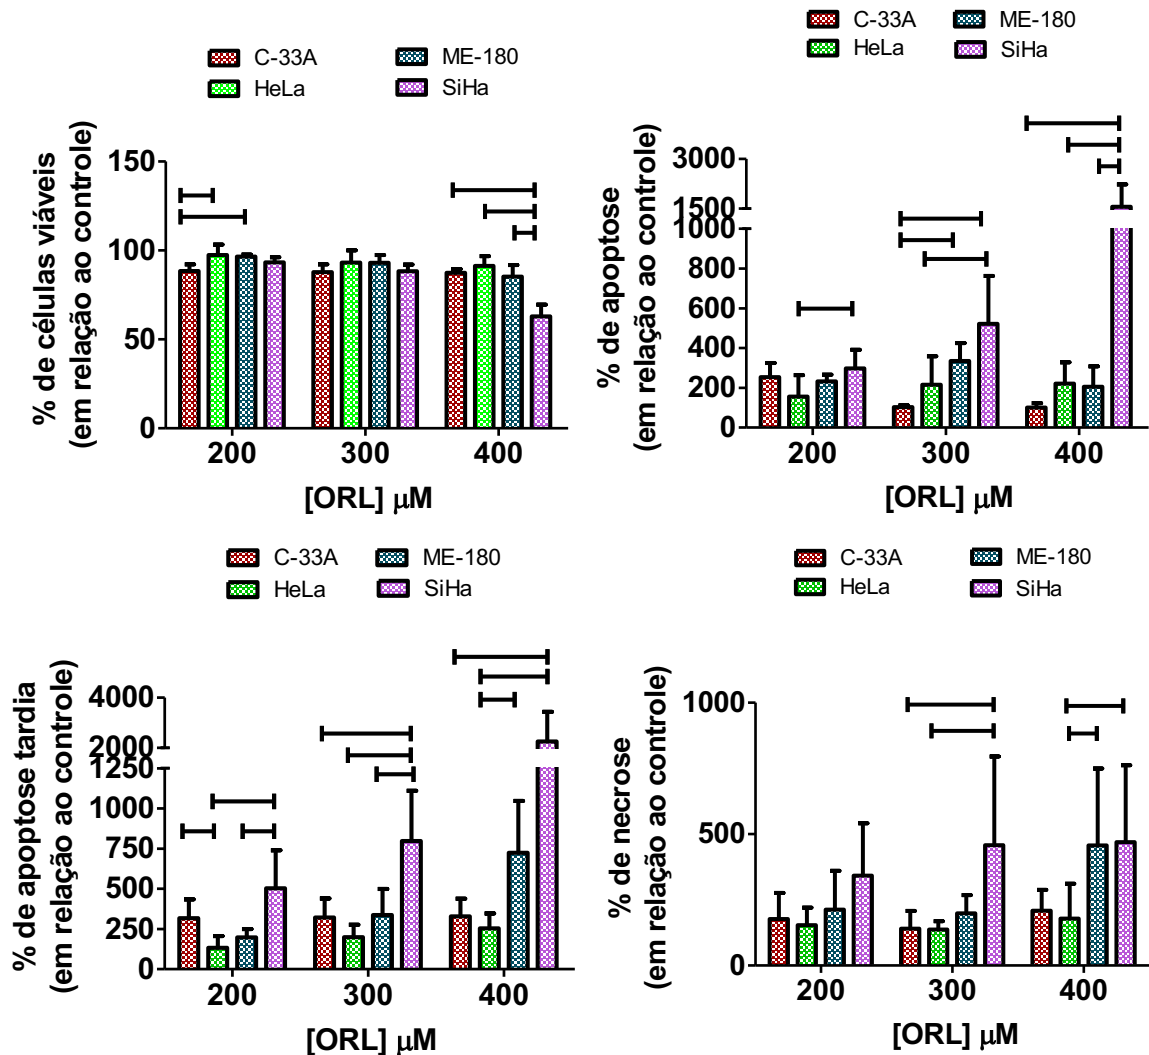 C-33A ME-180
HeLa SiHa
% de células viáveis
(em relação ao controle)
150
100
50
0
200 300 400
[ORL] μM
C-33A ME-180
HeLa SiHa
% de apoptose
(em relação ao controle)
3000
1500
1000
800
600
400
200
0
200 300 400
[ORL] μM
C-33A ME-180
HeLa SiHa
% de apoptose tardia
(em relação ao controle)
4000
2000
1250
1000
750
500
250
0
200 300 400
[ORL] μM
C-33A ME-180
HeLa SiHa
% de necrose
(em relação ao controle)
1000
500
0
200 300 400
[ORL] μM